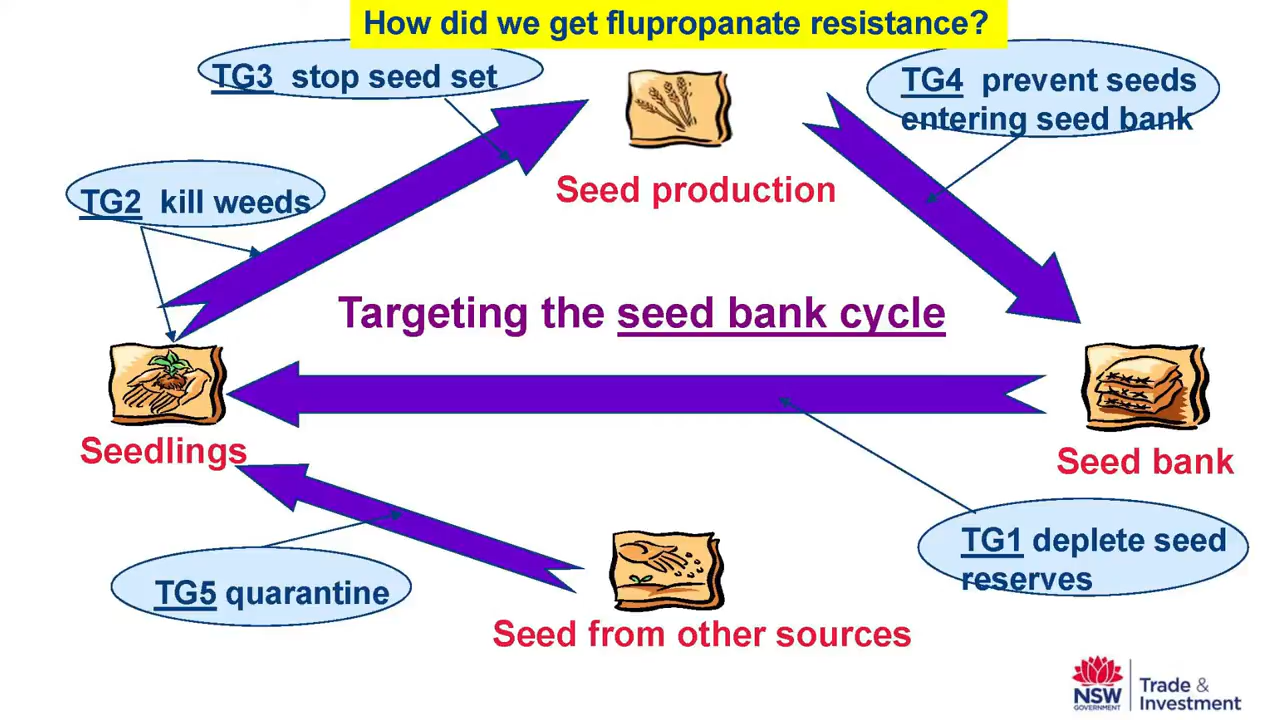 How did we get flupropanate resistance?
TG3 stop seed set
TG4 prevent seeds
entering seed bank
TG2 kill weeds
Seed production
Targeting the seed bank cycle
Seedlings
Seed bank
TG1 deplete seed
reserves
TG5 quarantine
Seed from other sources
NSW
GOVERNMENT
Trade &
Investment